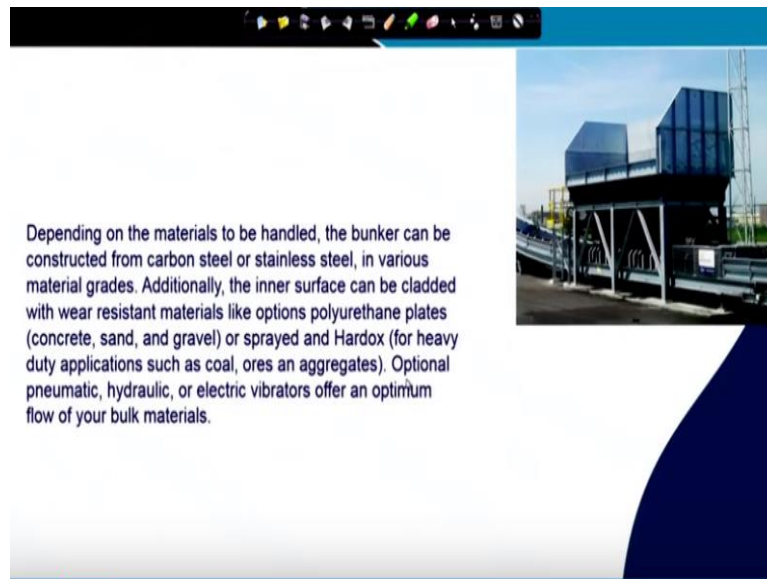 Depending on the materials to be handled, the bunker can be
constructed from carbon steel or stainless steel, in various
material grades. Additionally, the inner surface can be cladded
with wear resistant materials like options polyurethane plates
(concrete, sand, and gravel) or sprayed and Hardox (for heavy
duty applications such as coal, ores an aggregates). Optional
pneumatic, hydraulic, or electric vibrators offer an optimum
flow of your bulk materials.